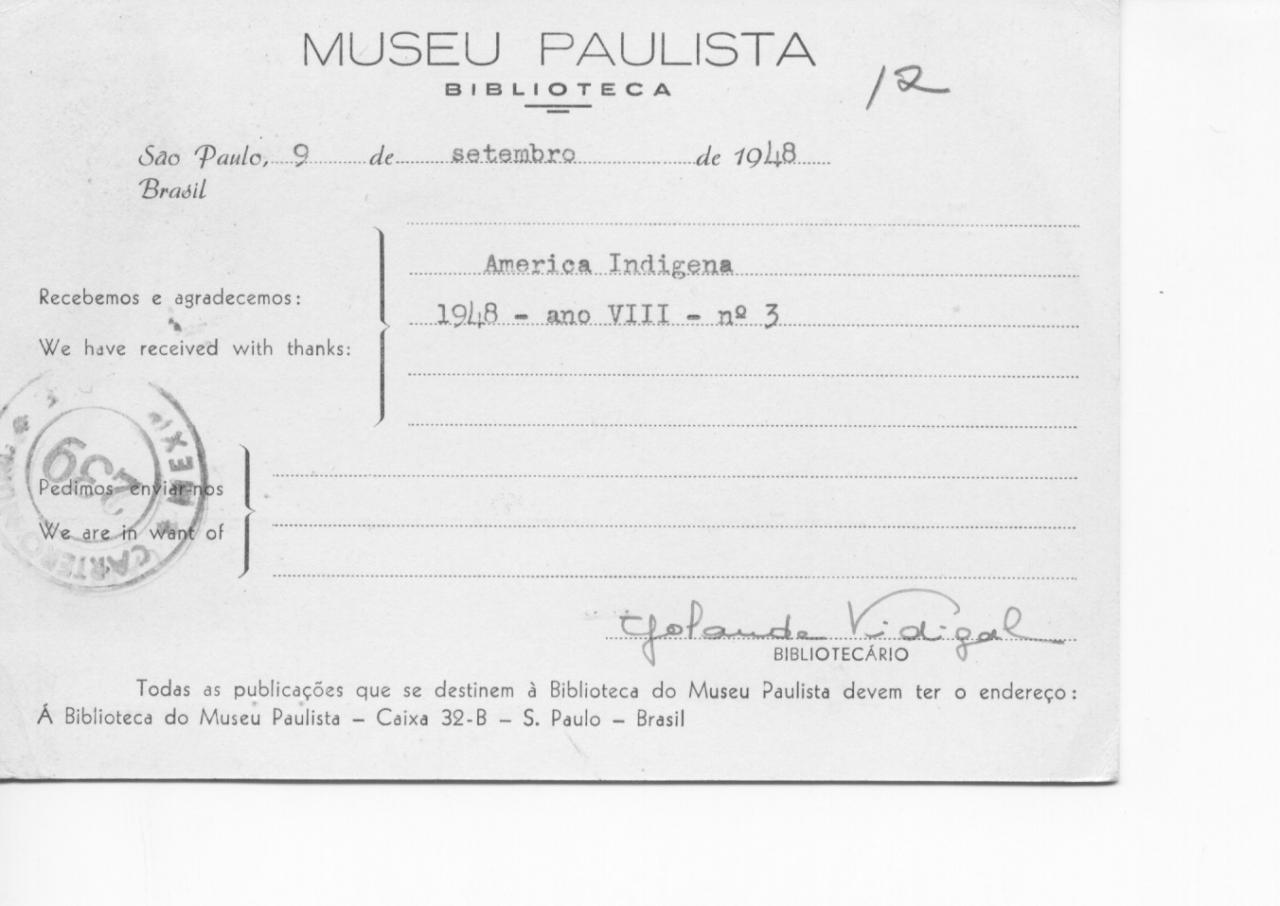 MUSEU PAULISTA
BIBLIOTECA
12
São Paulo, 9 de setembro de 1948
Brasil
America Indigena
Recebemos e agradecemos:
1948 - ano VIII - nº 3
We have received with thanks:
MEXI
239
CARTERO
Pedimos enviar-nos
We are in want of
Yolanda Vidigal
BIBLIOTECÁRIO
Todas as publicações que se destinem à Biblioteca do Museu Paulista devem ter o endereço:
Á Biblioteca do Museu Paulista – Caixa 32-B – S. Paulo – Brasil